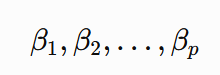 β₁, β₂, . . . , βₚ